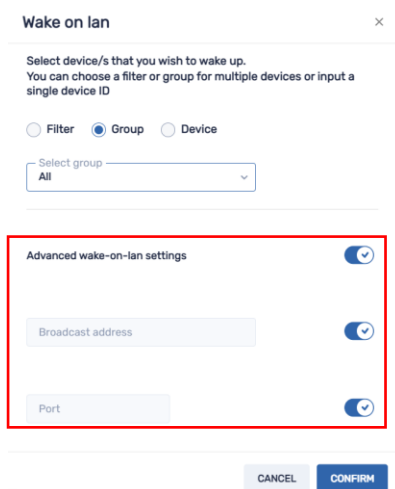 Wake on lan
Select device/s that you wish to wake up.
You can choose a filter or group for multiple devices or input a
single device ID
Filter Group Device
Select group
All
Advanced wake-on-lan settings
Broadcast address
Port
CANCEL CONFIRM